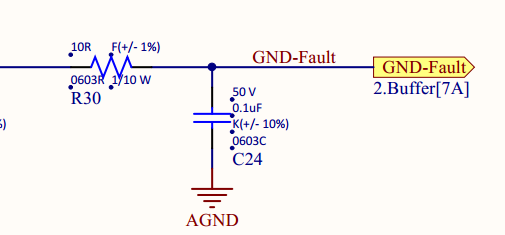 10R F(+/- 1%)
GND-Fault
GND-Fault
0603R 1/10 W
R30
2.Buffer[7A]
50 V
0.1uF
%)
K(+/- 10%)
0603C
C24
AGND